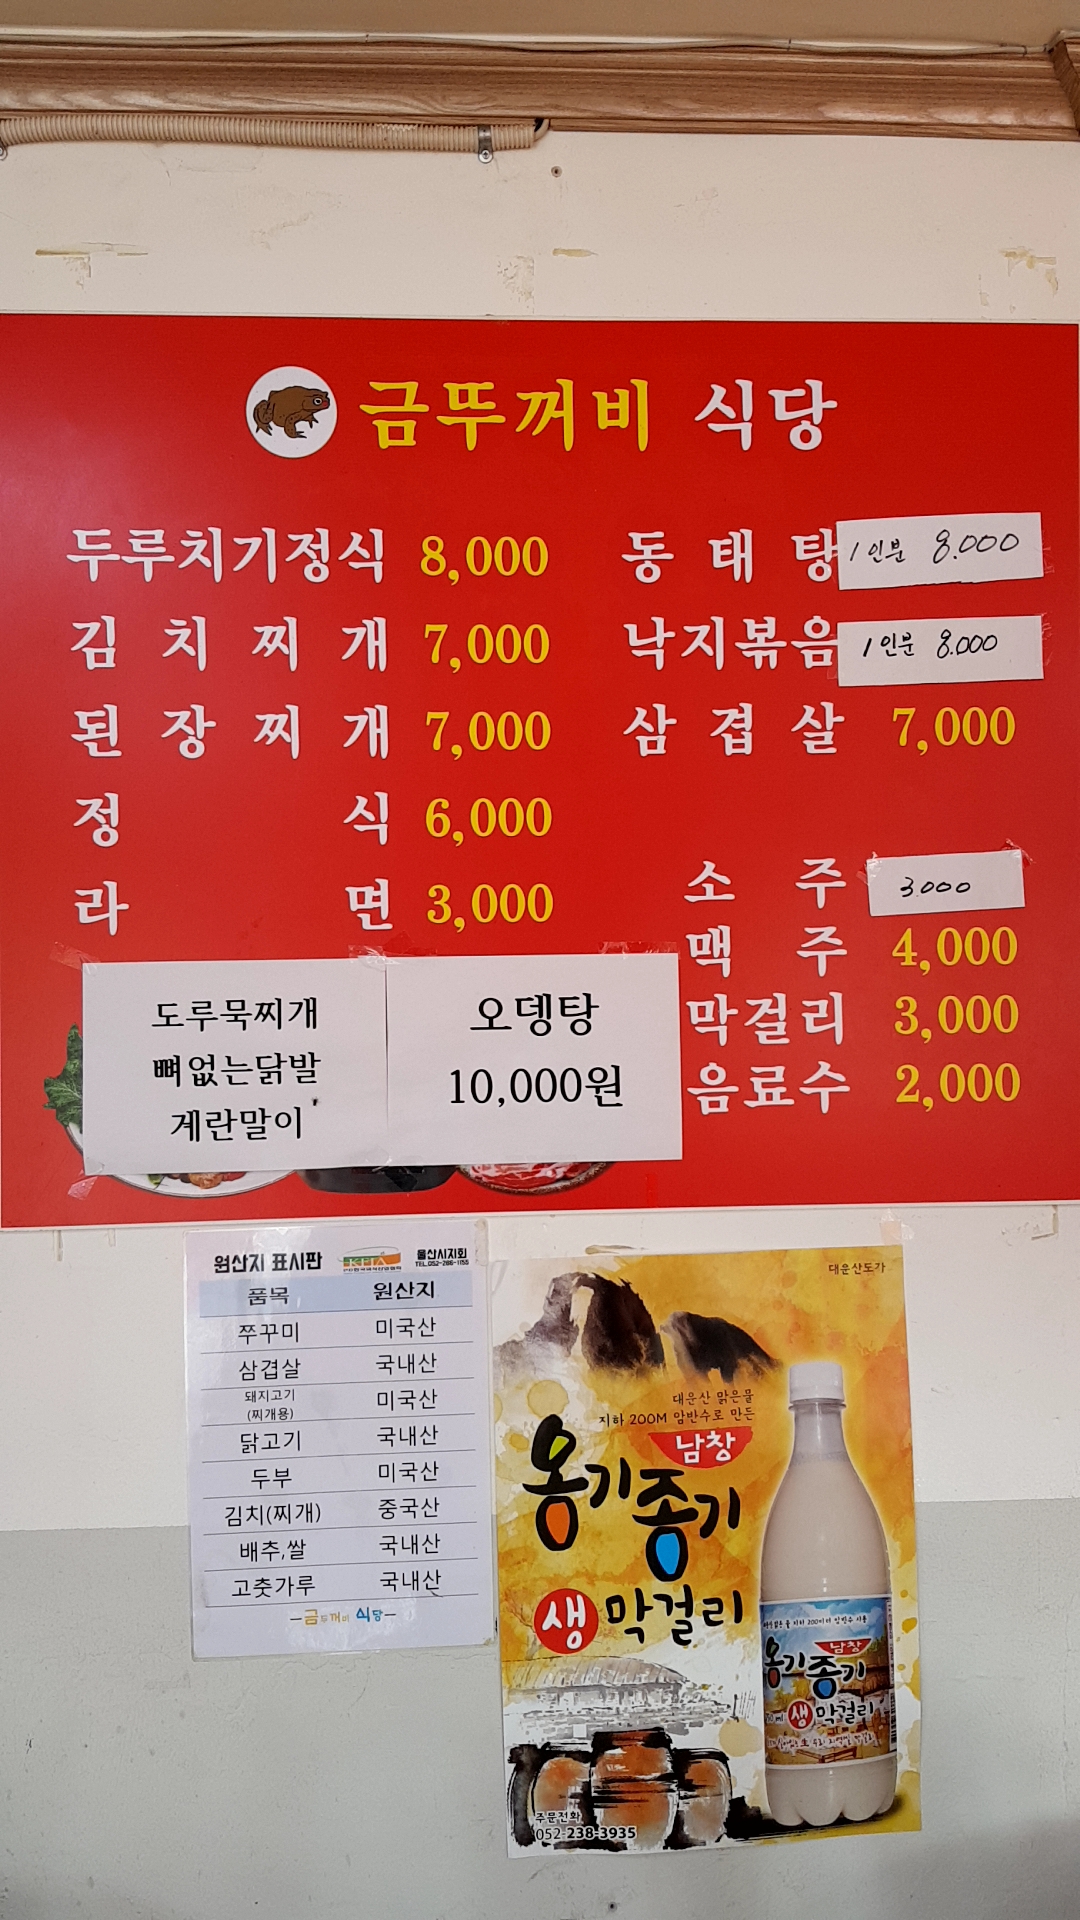 금뚜꺼비 식당
두루치기정식 8,000
김치찌개 7,000
된장찌개 7,000
정식 6,000
라면 3,000
동태탕 1인분 8.000
낙지볶음 1인분 8.000
삼겹살 7,000
소주 3.000
맥주 4,000
막걸리 3,000
음료수 2,000
도루묵찌개
뼈없는닭발
계란말이
오뎅탕
10,000원
원산지 표시판
울산시지회
TEL.052-286-1155
품목 원산지
쭈꾸미 미국산
삼겹살 국내산
돼지고기
(찌개용) 미국산
닭고기 국내산
두부 미국산
김치(찌개) 중국산
배추,쌀 국내산
고춧가루 국내산
금뚜꺼비 식당
대운산도가
대운산 맑은물
지하 200M 암반수로 만든
남창
옹기종기
생막걸리
남창
옹기종기
생막걸리
주문전화
052-238-3935